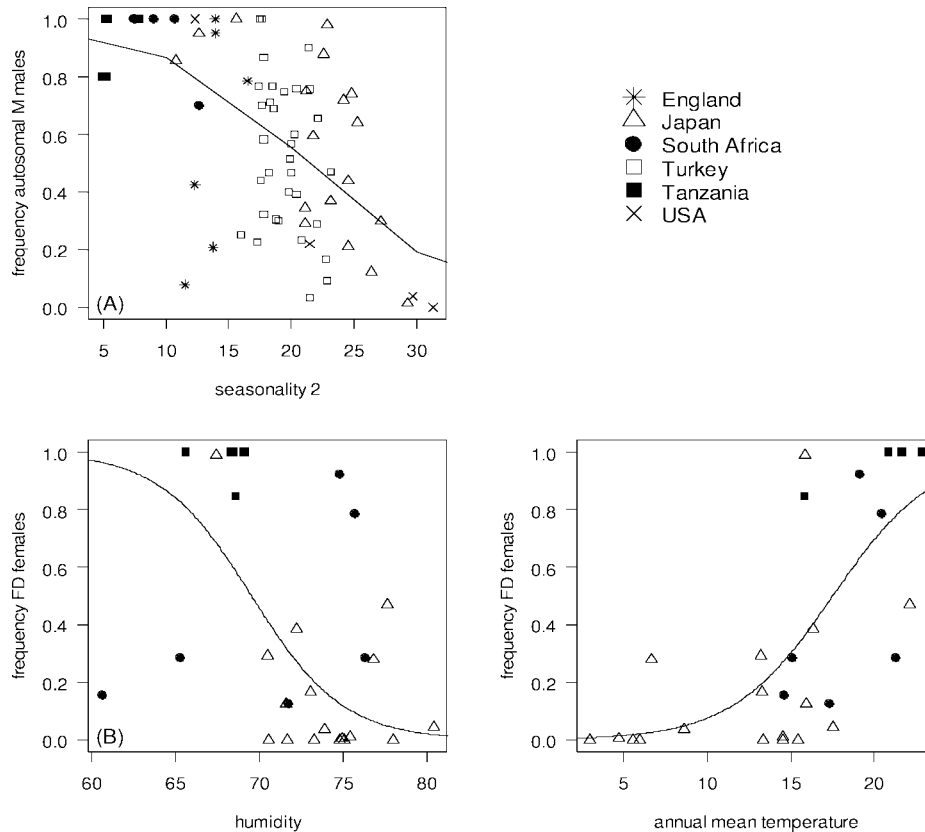 frequency autosomal M males
1.0
0.8
0.6
0.4
0.2
0.0
(A)
5 10 15 20 25 30
seasonality 2
England
Japan
South Africa
Turkey
Tanzania
USA
frequency FD females
1.0
0.8
0.6
0.4
0.2
0.0
(B)
60 65 70 75 80
humidity
frequency FD females
1.0
0.8
0.6
0.4
0.2
0.0
5 10 15 20
annual mean temperature